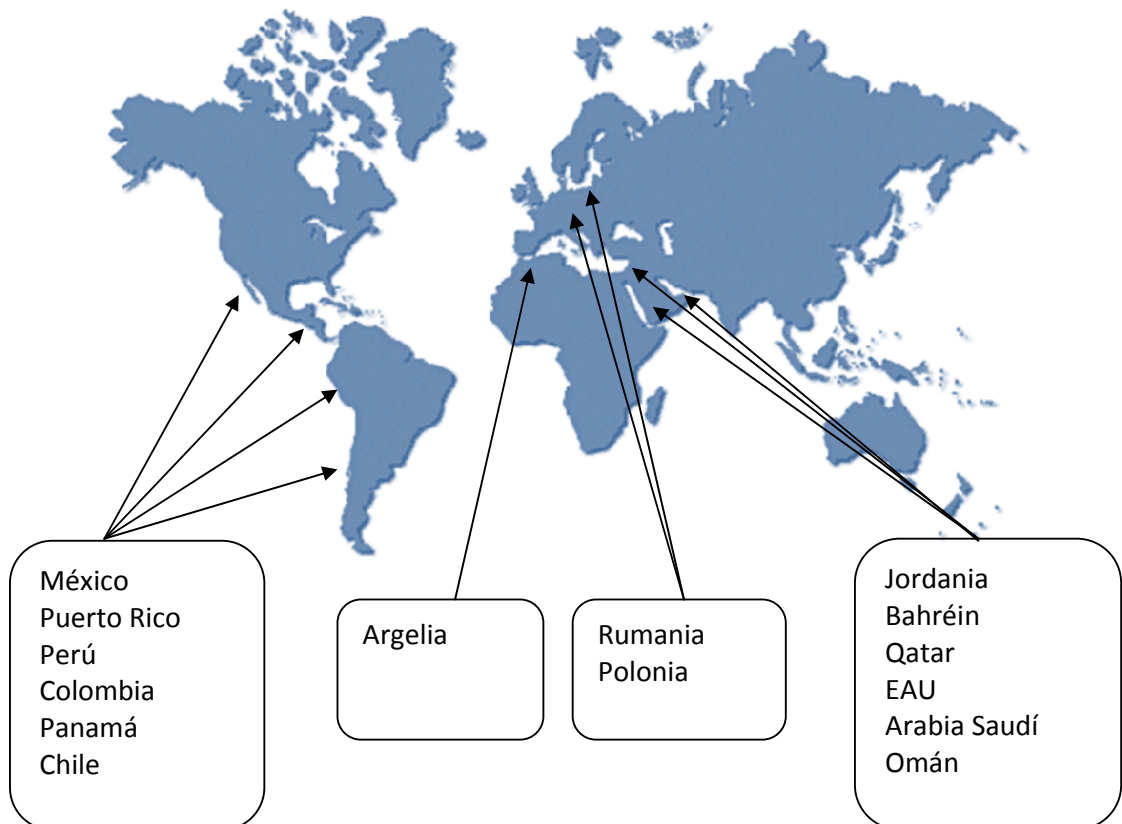 México
Puerto Rico
Perú
Colombia
Panamá
Chile
Argelia
Rumania
Polonia
Jordania
Bahréin
Qatar
EAU
Arabia Saudí
Omán